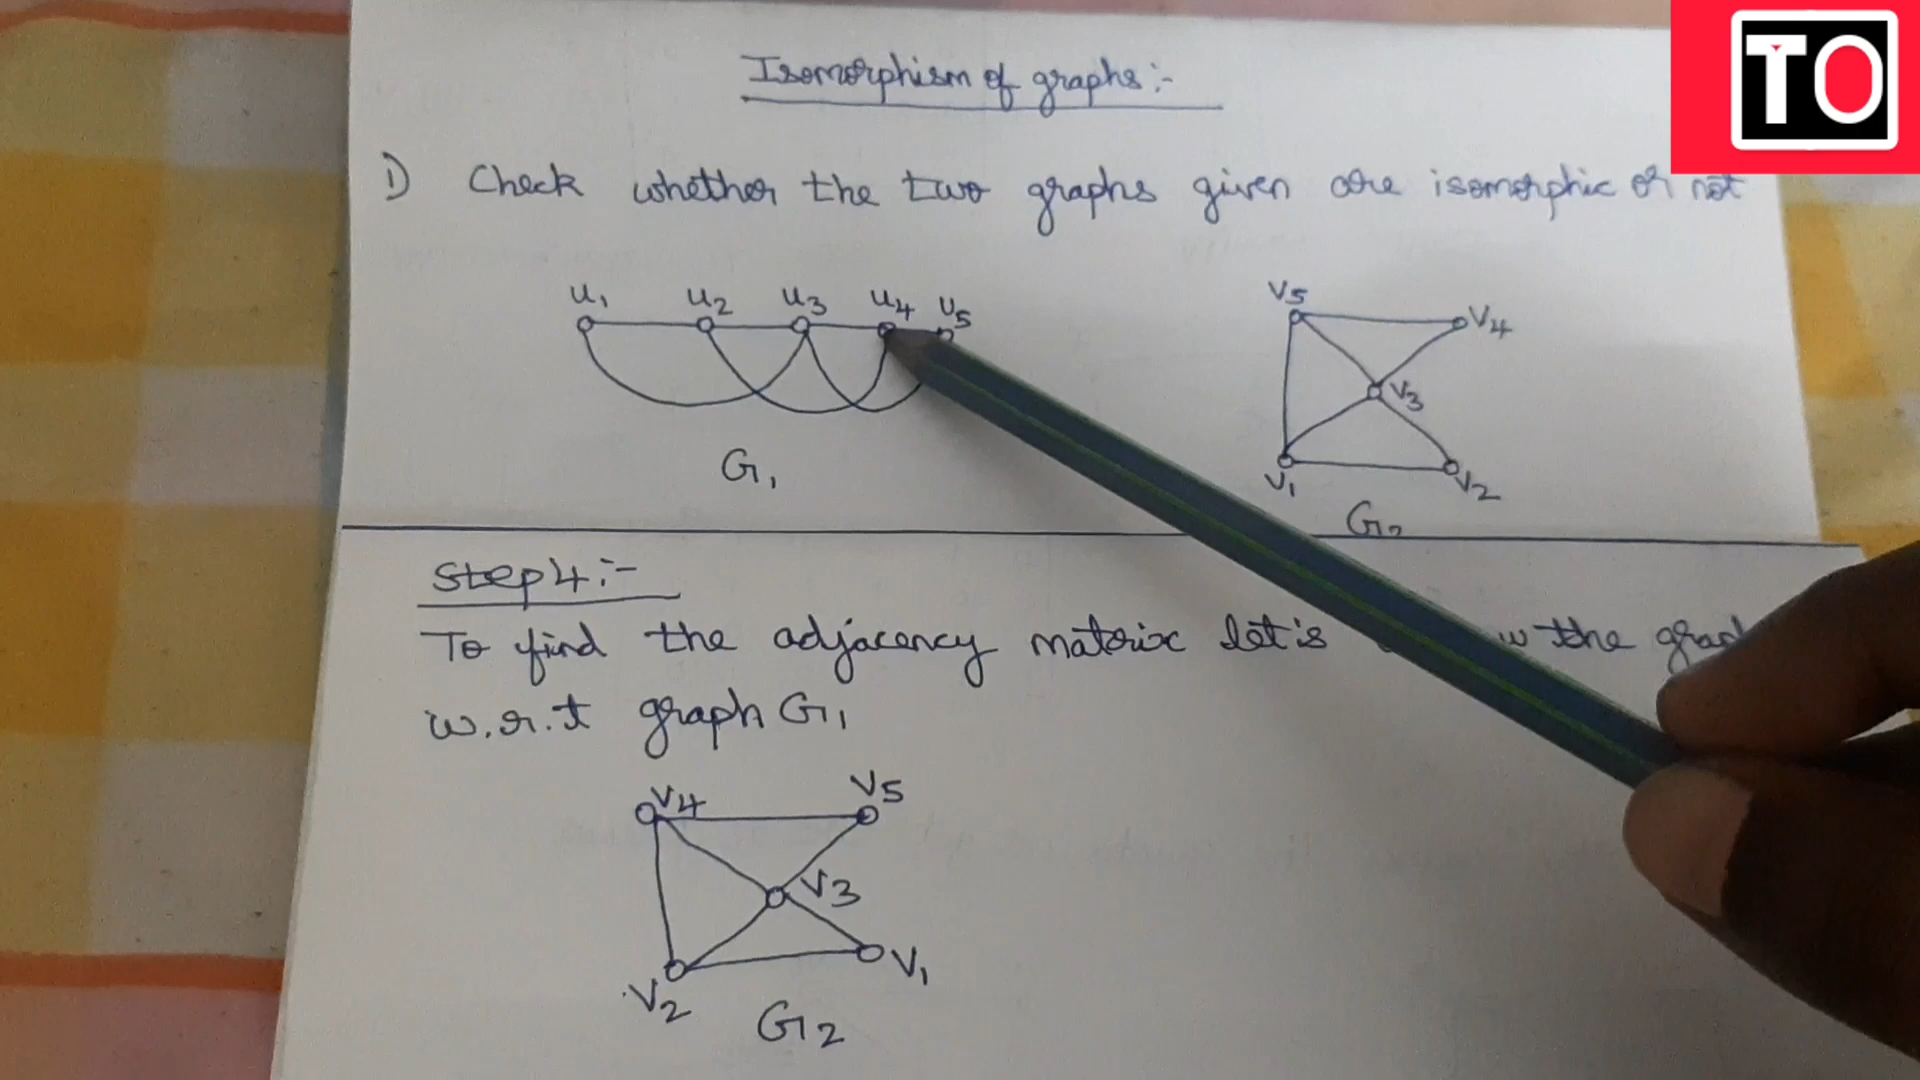 TO
Isomorphism of graphs:-
1) Check whether the two graphs given are isomorphic or not
u1 u2 u3 u4 u5
G1
V5 V4
V3
V1 V2
G2
Step 4:-
To find the adjacency matrix let's the
w.r.t graph G1
V4 V5
V3
V2 V1
G2